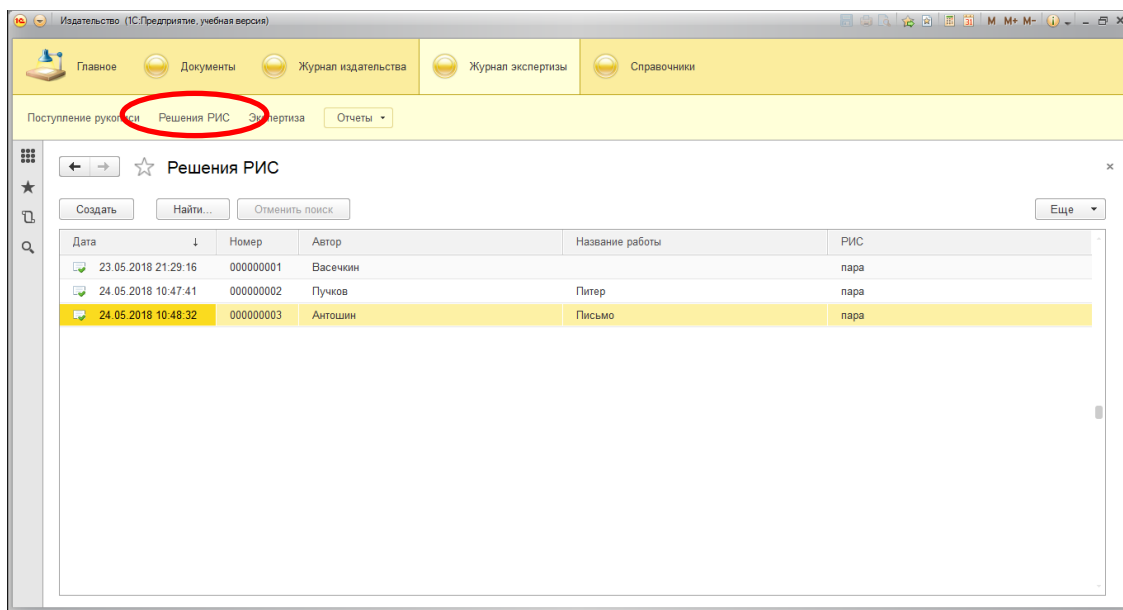 Издательство (1С:Предприятие, учебная версия) M M+ M-
Главное Документы Журнал издательства Журнал экспертизы Справочники
Поступление рукописи Решения РИС Экспертиза Отчеты
Решения РИС
Создать Найти... Отменить поиск Еще
Дата Номер Автор Название работы РИС
23.05.2018 21:29:16 000000001 Васечкин пара
24.05.2018 10:47:41 000000002 Пучков Питер пара
24.05.2018 10:48:32 000000003 Антошин Письмо пара